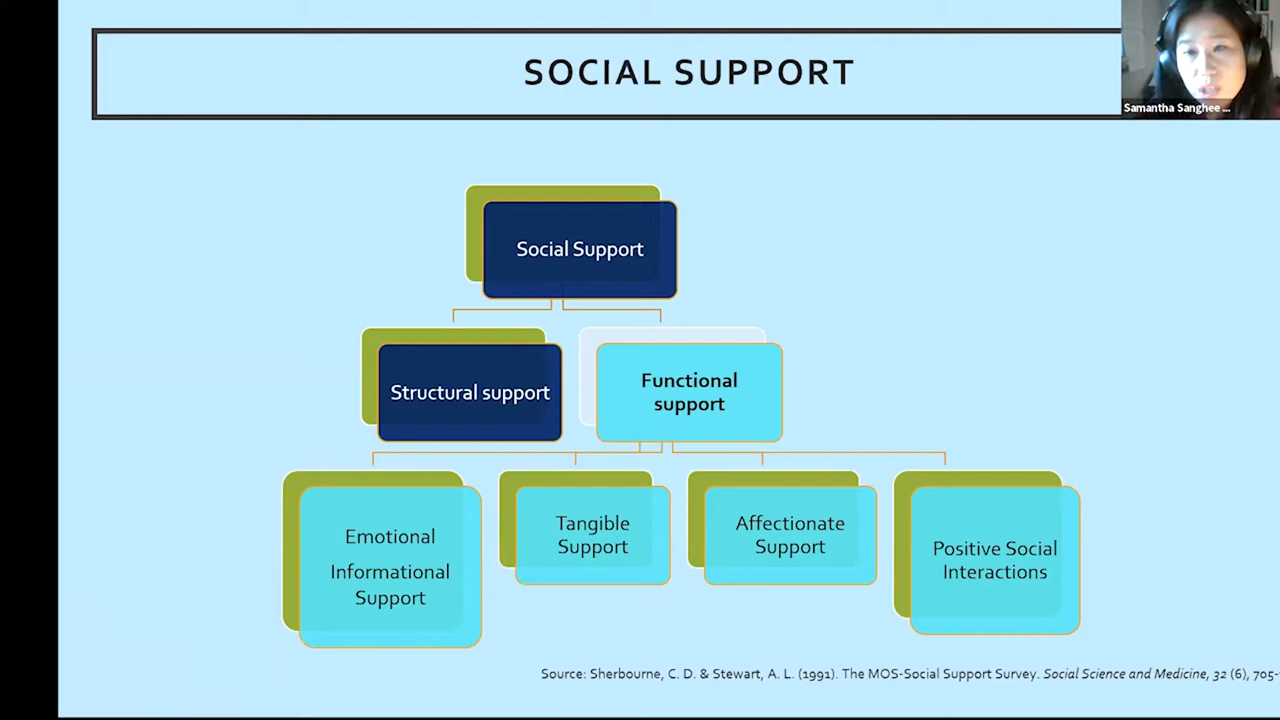 SOCIAL SUPPORT
Samantha Sanghee ...
Social Support
Structural support
Functional
support
Emotional
Informational
Support
Tangible
Support
Affectionate
Support
Positive Social
Interactions
Source: Sherbourne, C. D. & Stewart, A. L. (1991). The MOS-Social Support Survey. Social Science and Medicine, 32 (6), 705-